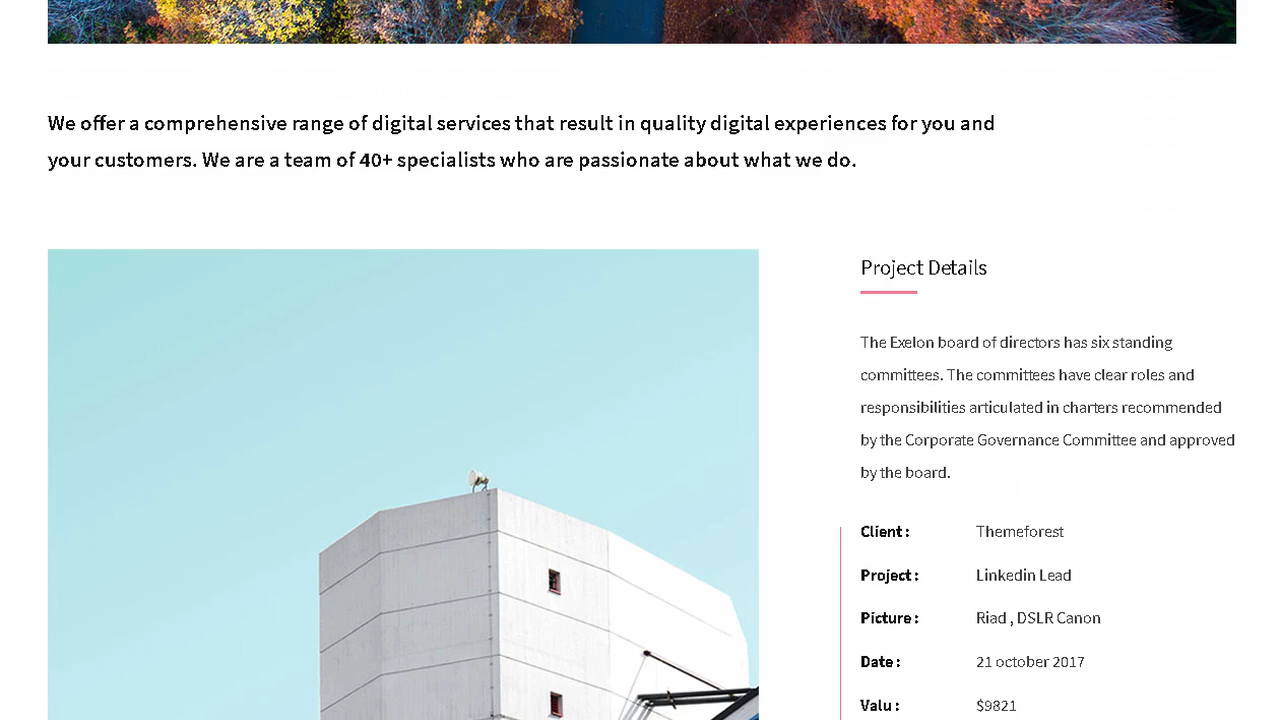 We offer a comprehensive range of digital services that result in quality digital experiences for you and
your customers. We are a team of 40+ specialists who are passionate about what we do.
Project Details
The Exelon board of directors has six standing
committees. The committees have clear roles and
responsibilities articulated in charters recommended
by the Corporate Governance Committee and approved
by the board.
Client : Themeforest
Project : Linkedin Lead
Picture : Riad , DSLR Canon
Date : 21 october 2017
Valu : $9821